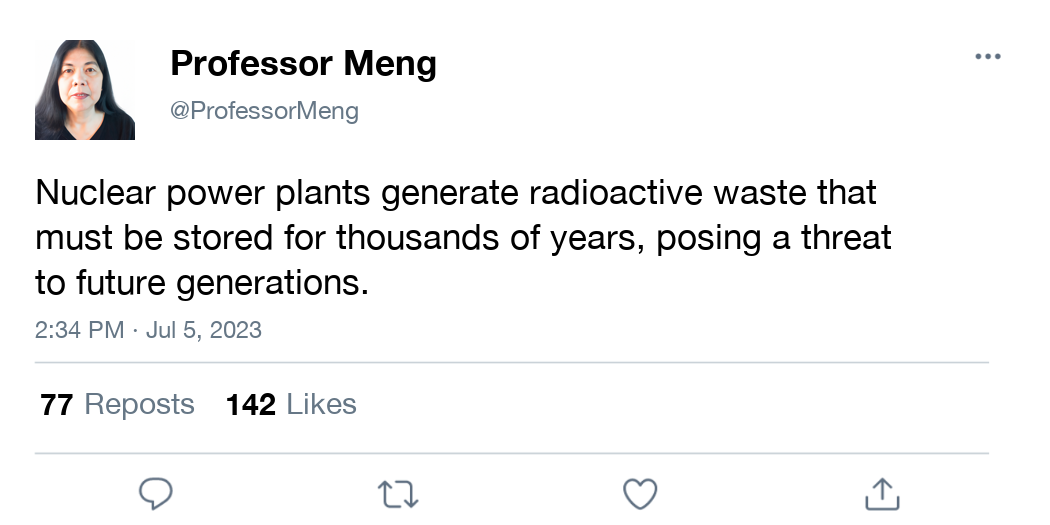 Professor Meng
@ProfessorMeng
Nuclear power plants generate radioactive waste that
must be stored for thousands of years, posing a threat
to future generations.
2:34 PM · Jul 5, 2023
77 Reposts 142 Likes